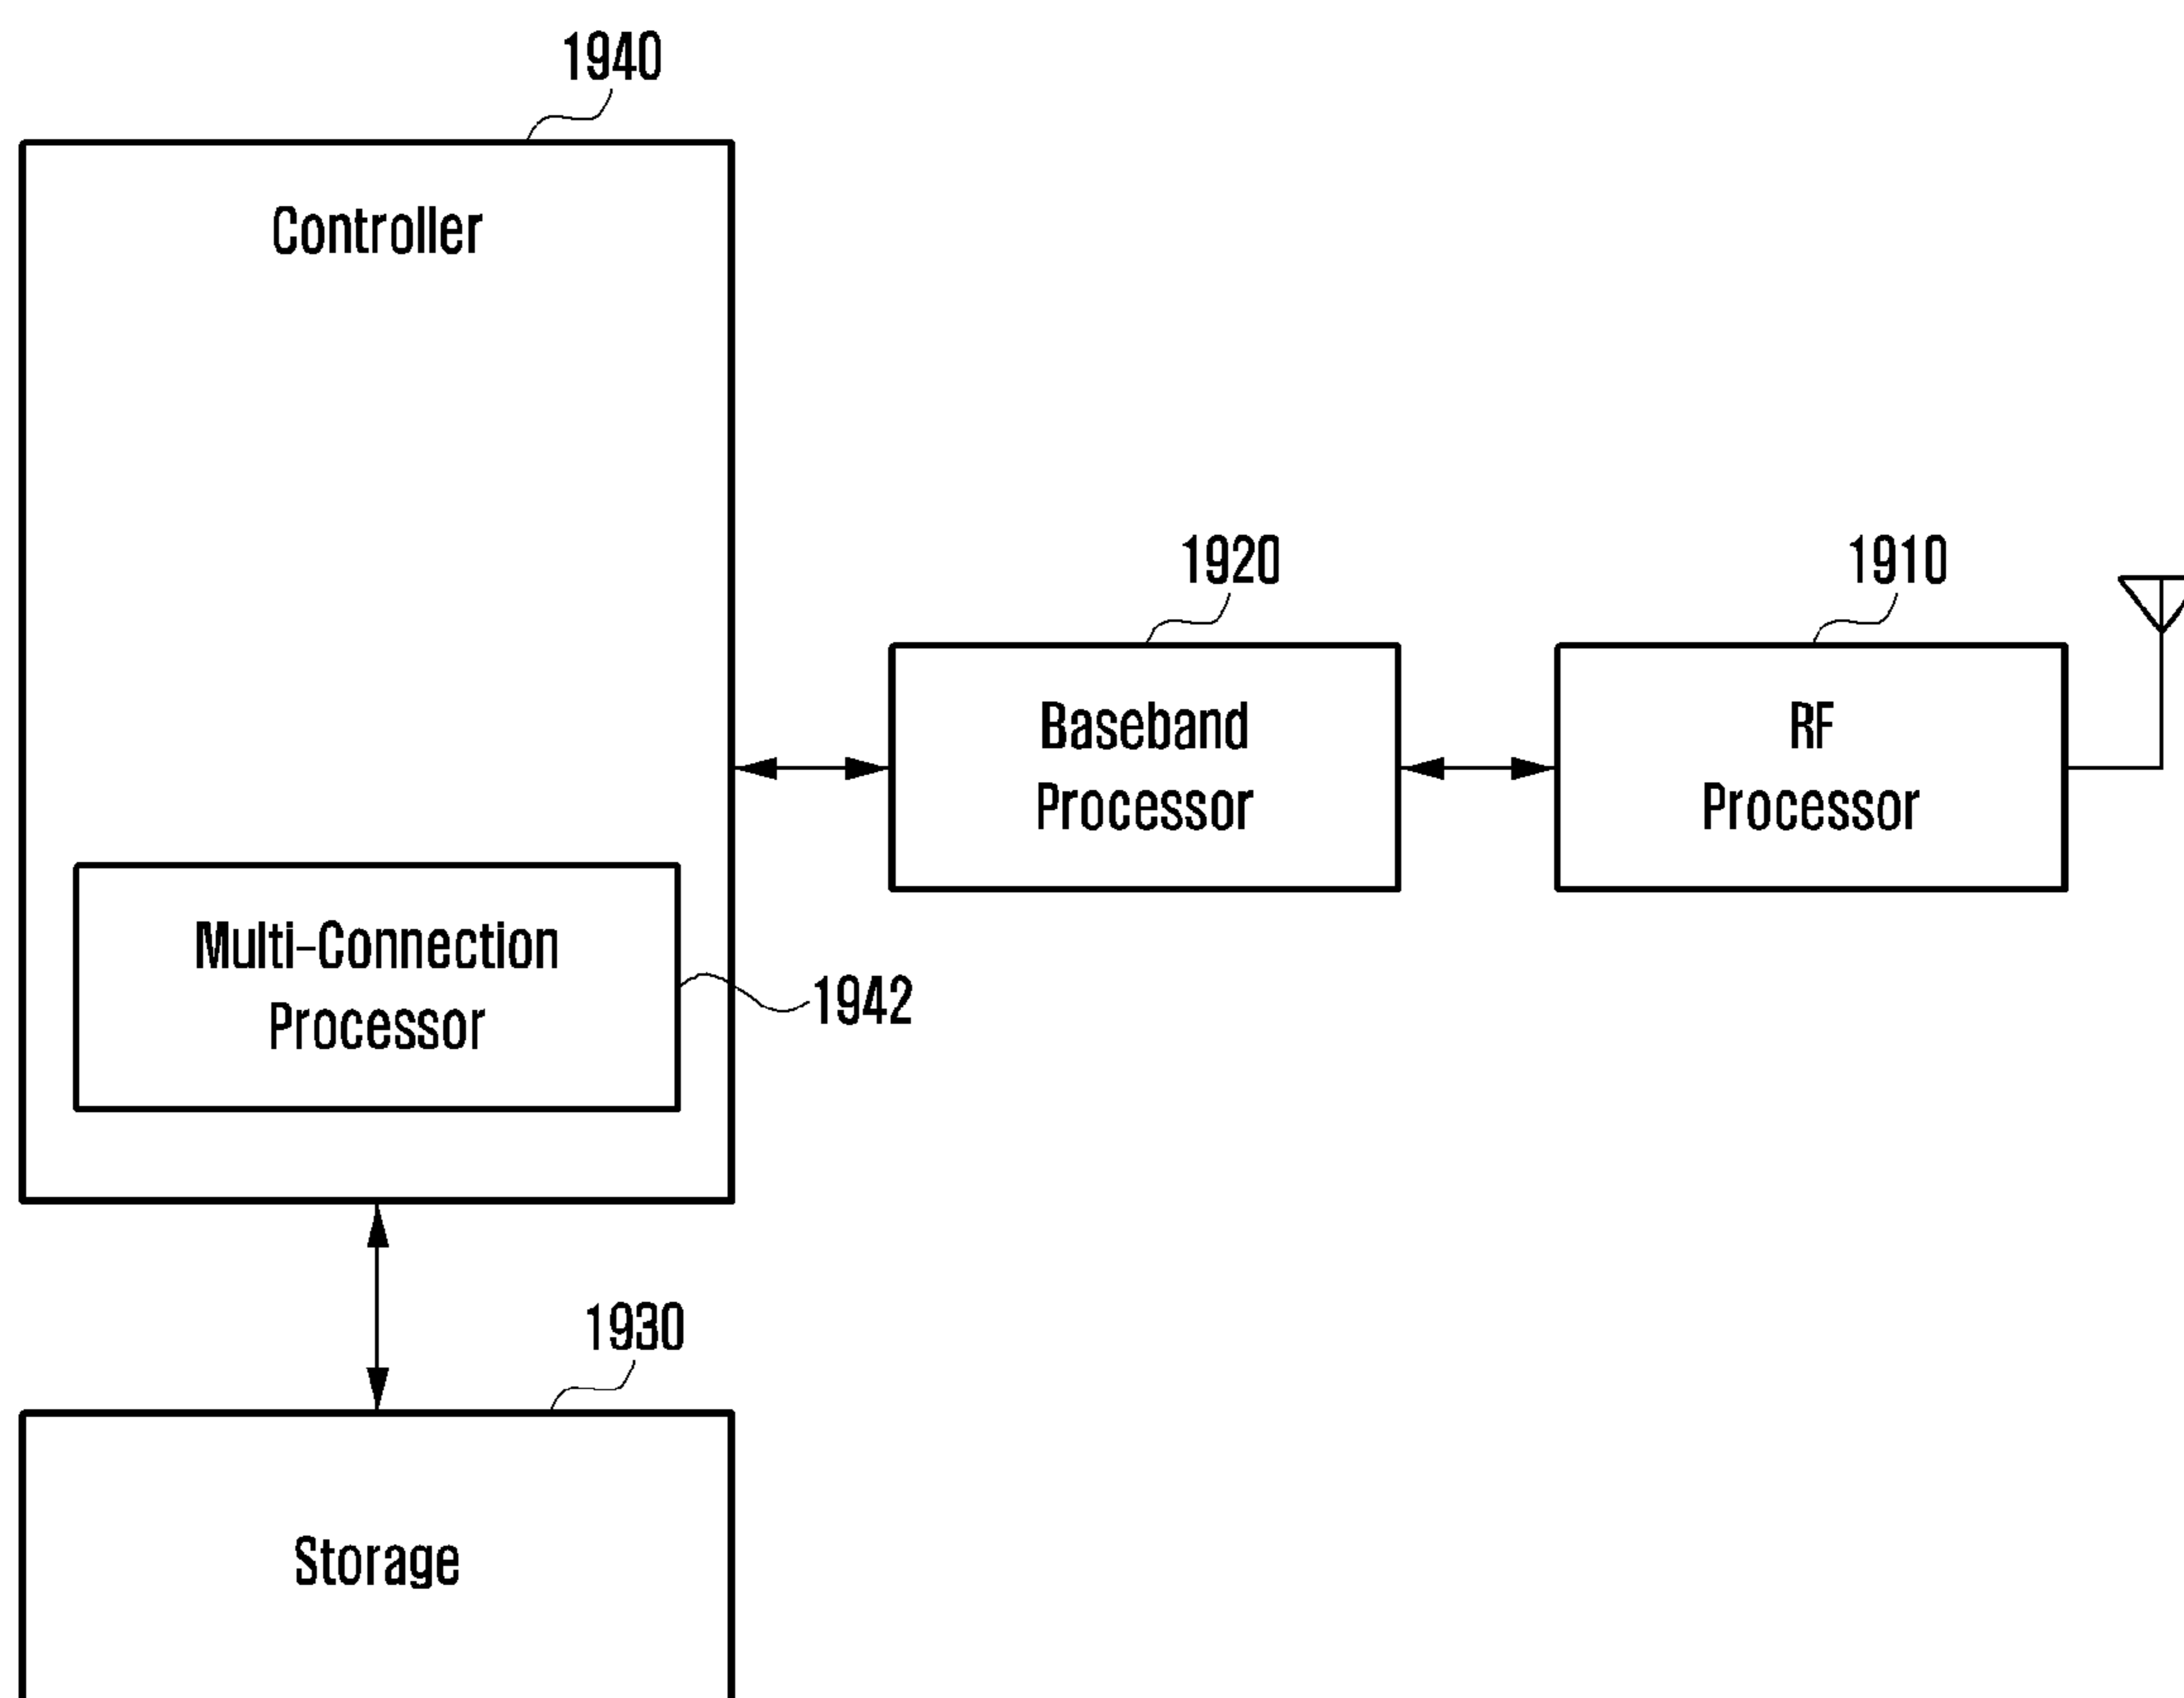 1940
Controller
1920
1910
Baseband
Processor
RF
Processor
Multi-Connection
Processor
1942
1930
Storage